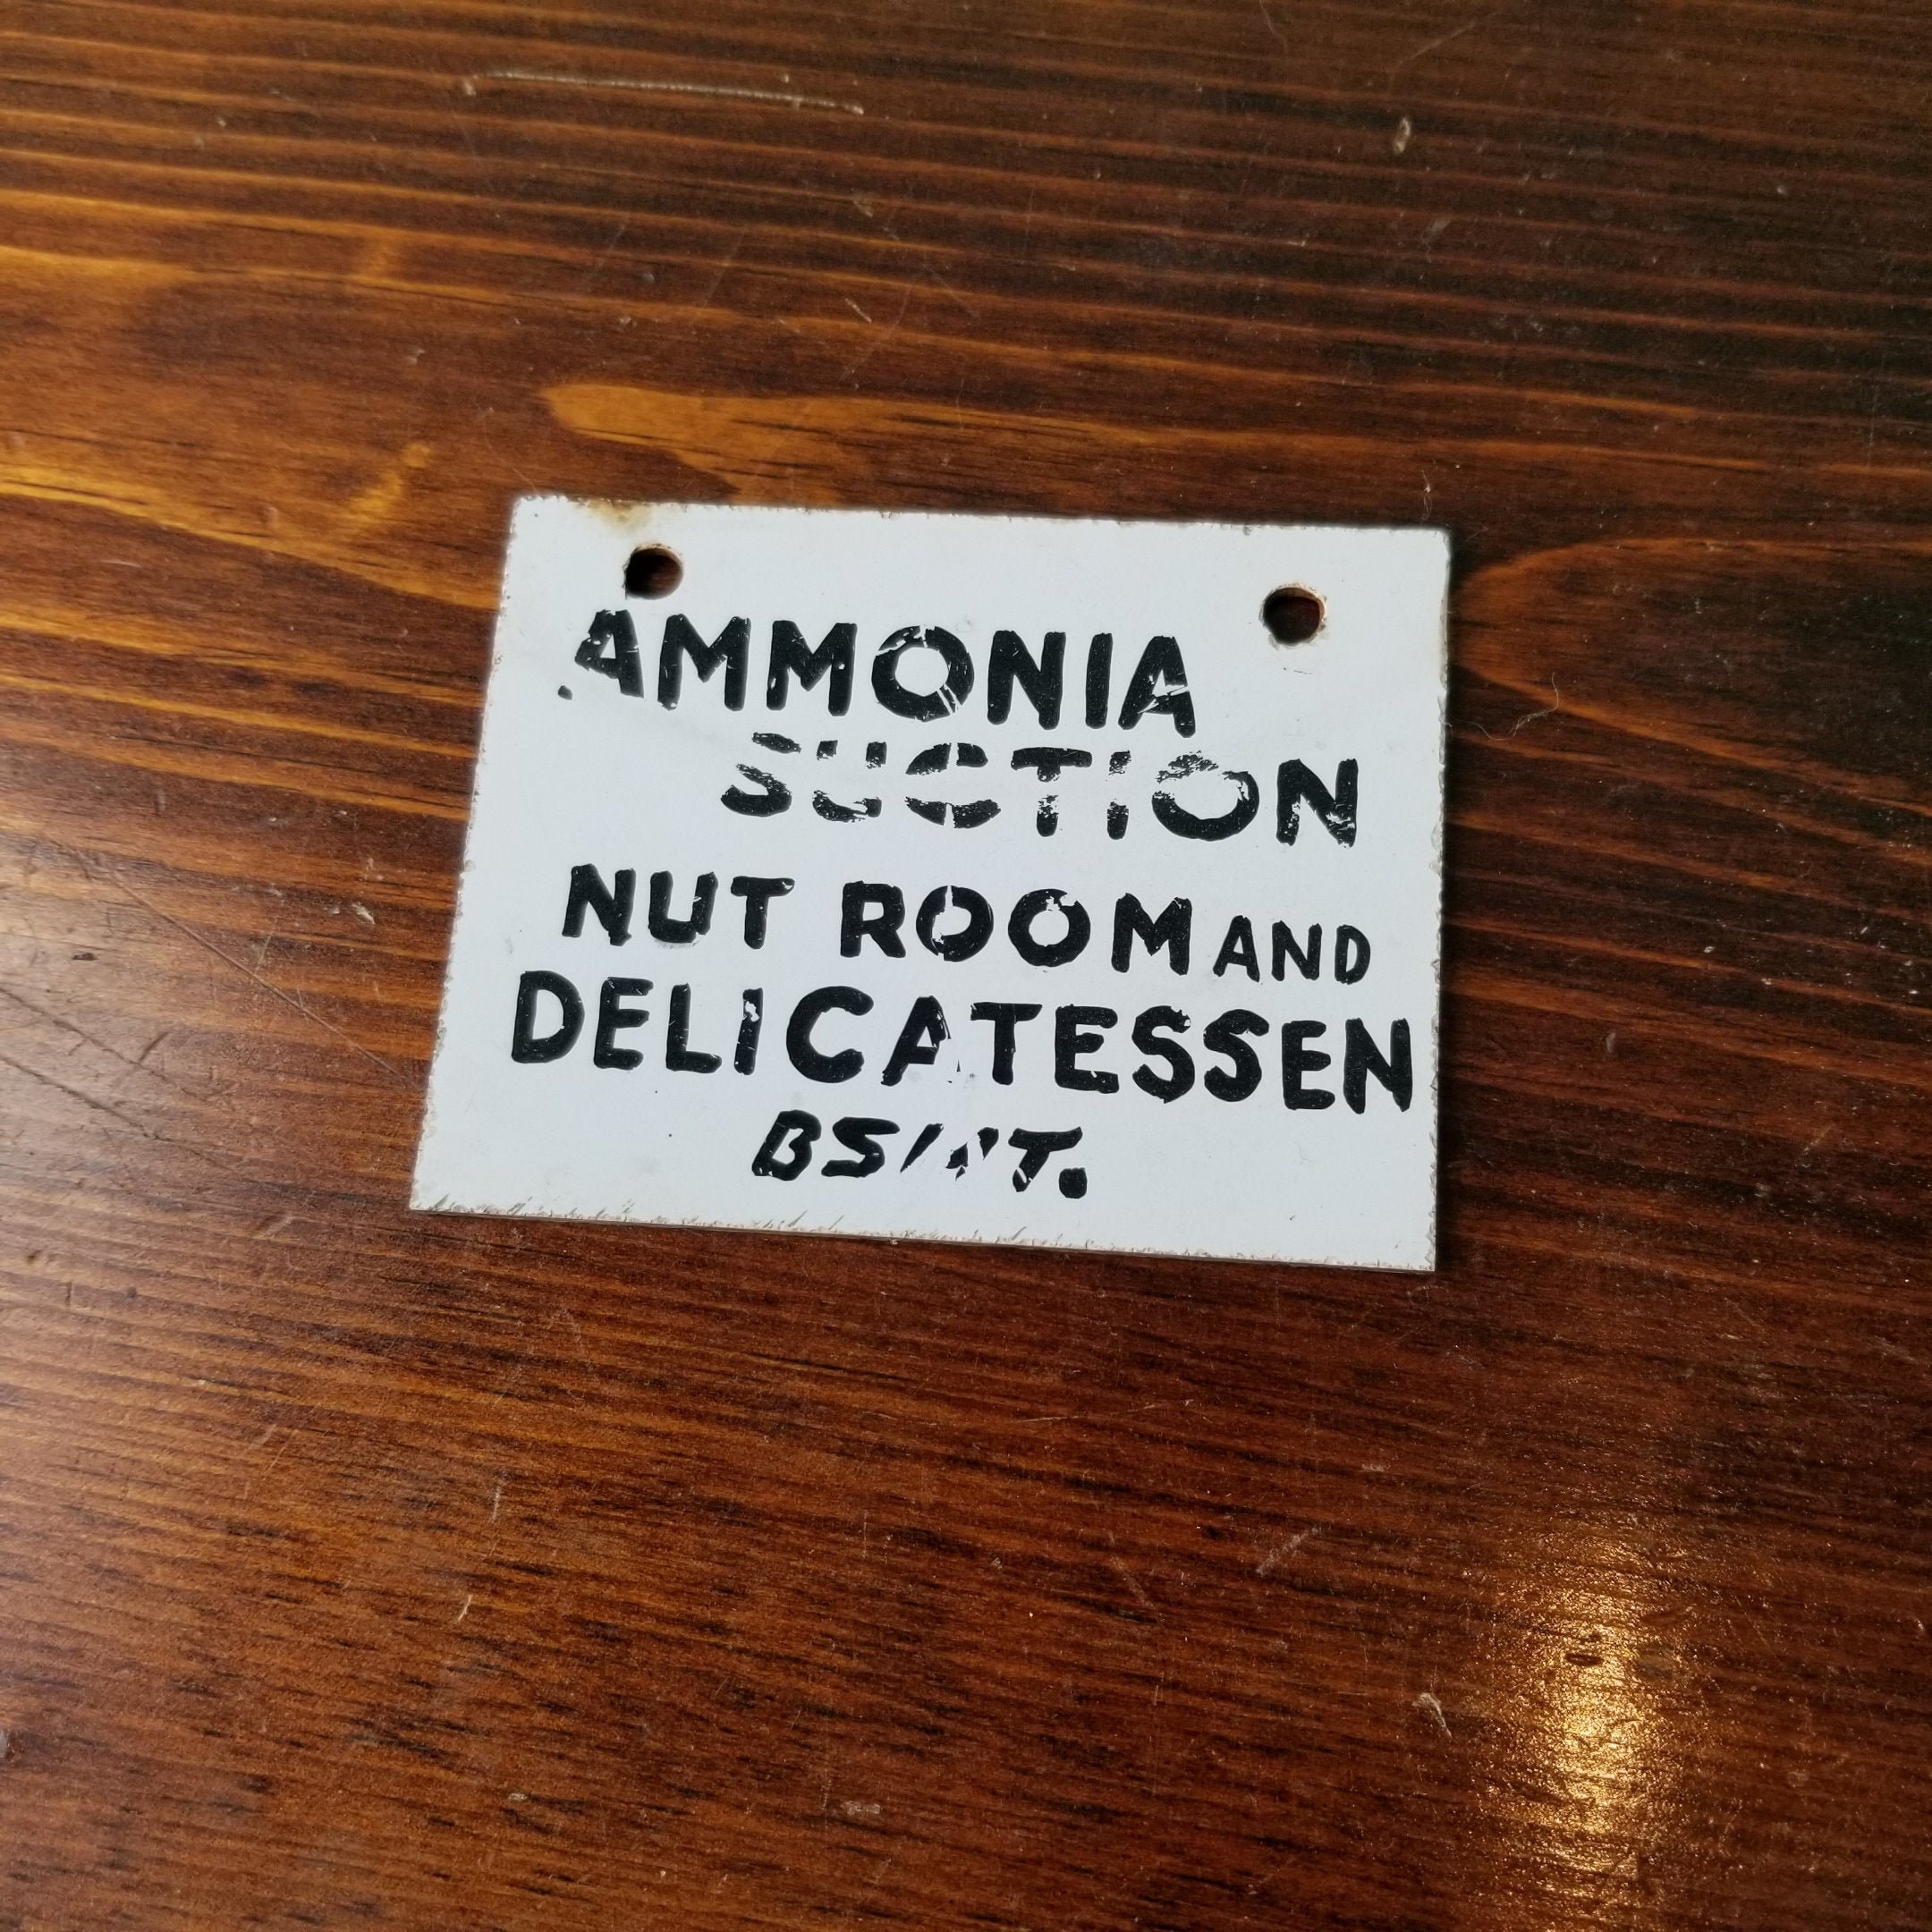 AMMONIA
SUCTION
NUT ROOM AND
DELICATESSEN
BSMT.